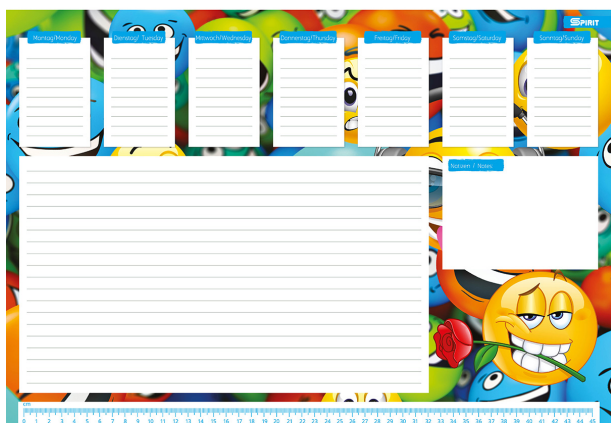 SPIRIT
Montag/Monday Dienstag/ Tuesday Mittwoch/Wednesday Donnerstag/Thursday Freitag/Friday Samstag/Saturday Sonntag/Sunday
Notizen / Notes
cm
0 1 2 3 4 5 6 7 8 9 10 11 12 13 14 15 16 17 18 19 20 21 22 23 24 25 26 27 28 29 30 31 32 33 34 35 36 37 38 39 40 41 42 43 44 45